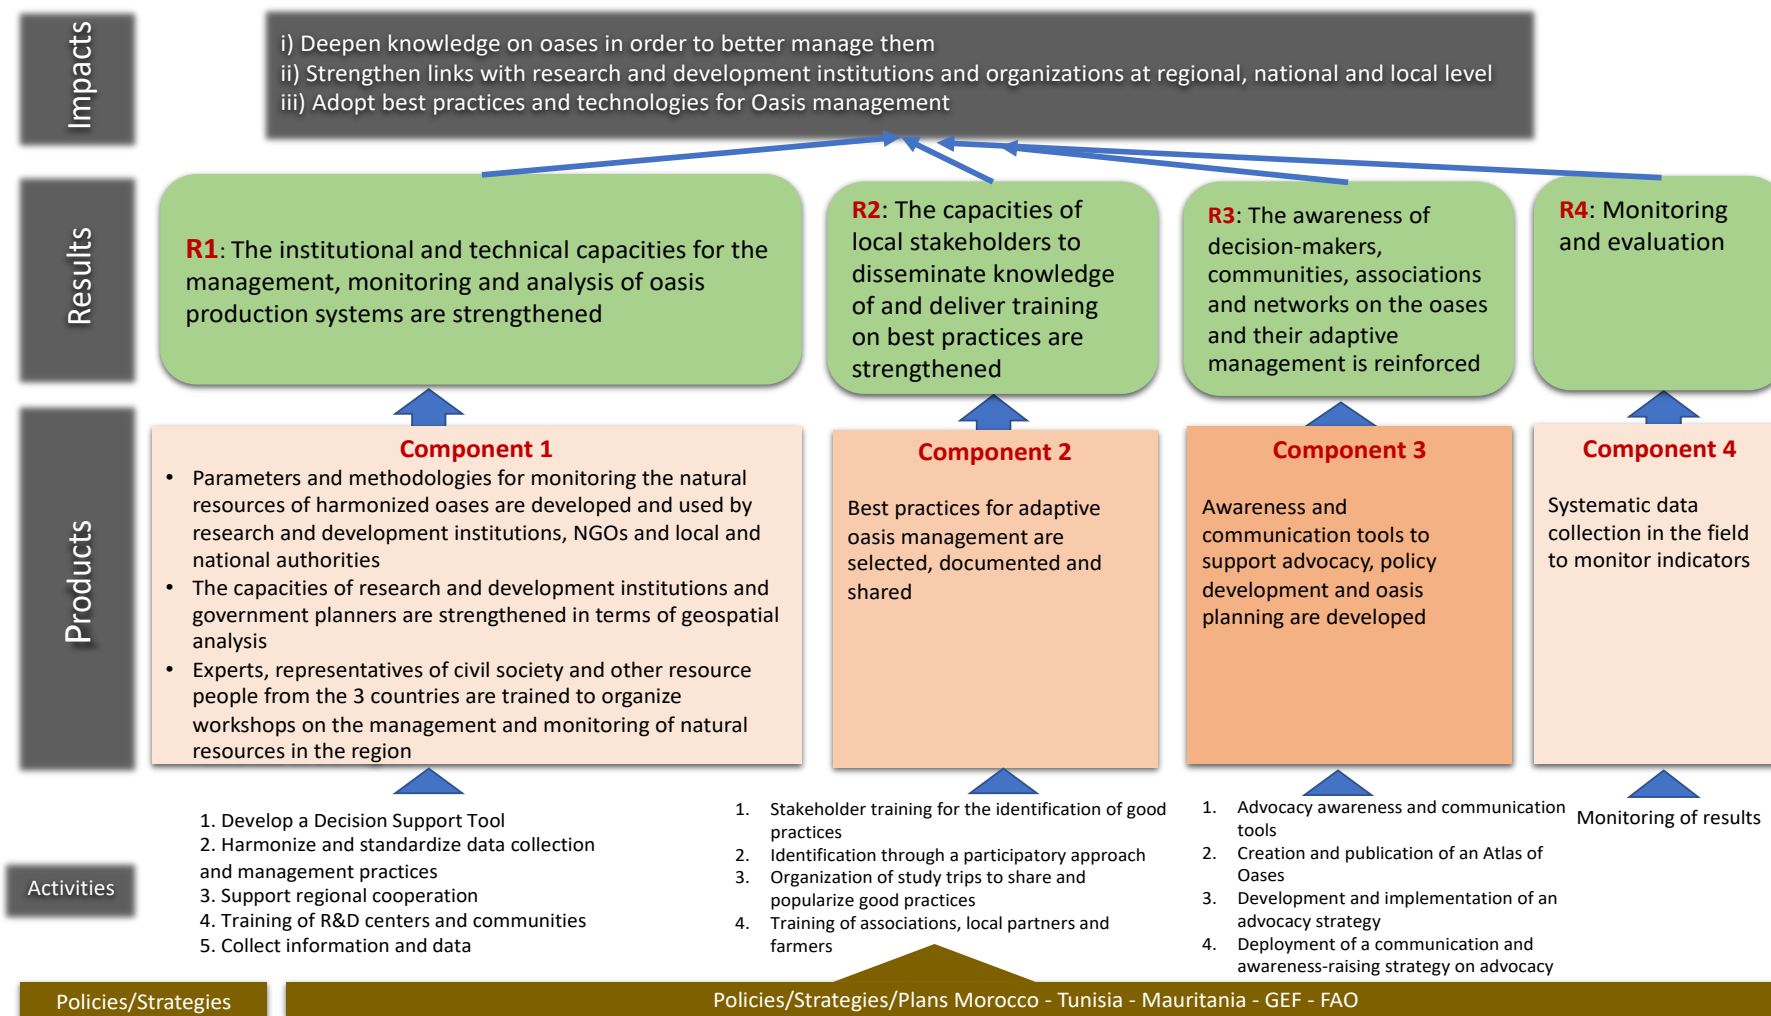 Impacts
i) Deepen knowledge on oases in order to better manage them
ii) Strengthen links with research and development institutions and organizations at regional, national and local level
iii) Adopt best practices and technologies for Oasis management
Results
R1: The institutional and technical capacities for the
management, monitoring and analysis of oasis
production systems are strengthened
R2: The capacities of
local stakeholders to
disseminate knowledge
of and deliver training
on best practices are
strengthened
R3: The awareness of
decision-makers,
communities, associations
and networks on the oases
and their adaptive
management is reinforced
R4: Monitoring
and evaluation
Products
Component 1
• Parameters and methodologies for monitoring the natural
resources of harmonized oases are developed and used by
research and development institutions, NGOs and local and
national authorities
• The capacities of research and development institutions and
government planners are strengthened in terms of geospatial
analysis
• Experts, representatives of civil society and other resource
people from the 3 countries are trained to organize
workshops on the management and monitoring of natural
resources in the region
Component 2
Best practices for adaptive
oasis management are
selected, documented and
shared
Component 3
Awareness and
communication tools to
support advocacy, policy
development and oasis
planning are developed
Component 4
Systematic data
collection in the field
to monitor indicators
Activities
1. Develop a Decision Support Tool
2. Harmonize and standardize data collection
and management practices
3. Support regional cooperation
4. Training of R&D centers and communities
5. Collect information and data
1. Stakeholder training for the identification of good
practices
2. Identification through a participatory approach
3. Organization of study trips to share and
popularize good practices
4. Training of associations, local partners and
farmers
1. Advocacy awareness and communication
tools
2. Creation and publication of an Atlas of
Oases
3. Development and implementation of an
advocacy strategy
4. Deployment of a communication and
awareness-raising strategy on advocacy
Monitoring of results
Policies/Strategies
Policies/Strategies/Plans Morocco - Tunisia - Mauritania - GEF - FAO